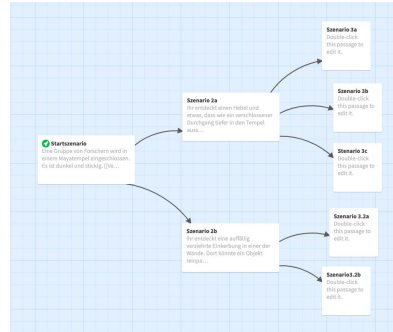 Szenario 3a
Double-click
this passage to
edit it.
Szenario 2a
Ihr entdeckt einen Hebel und
etwas, dass wie ein verschlossener
Durchgang tiefer in den Tempel
auss...
Szenario 3b
Double-click
this passage to
edit it.
Startszenario
Eine Gruppe von Forschern wird in
einem Mayatempel eingeschlossen.
Es ist dunkel und stickig. [[Ve...
Stenario 3c
Double-click
this passage to
edit it.
Szenario 2b
Ihr entdeckt eine auffällig
verziehrte Einkerbung in einer der
Wände. Dort könnte ein Objekt
reinpa...
Szenario 3.2a
Double-click
this passage to
edit it.
Szenario3.2b
Double-click
this passage to
edit it.